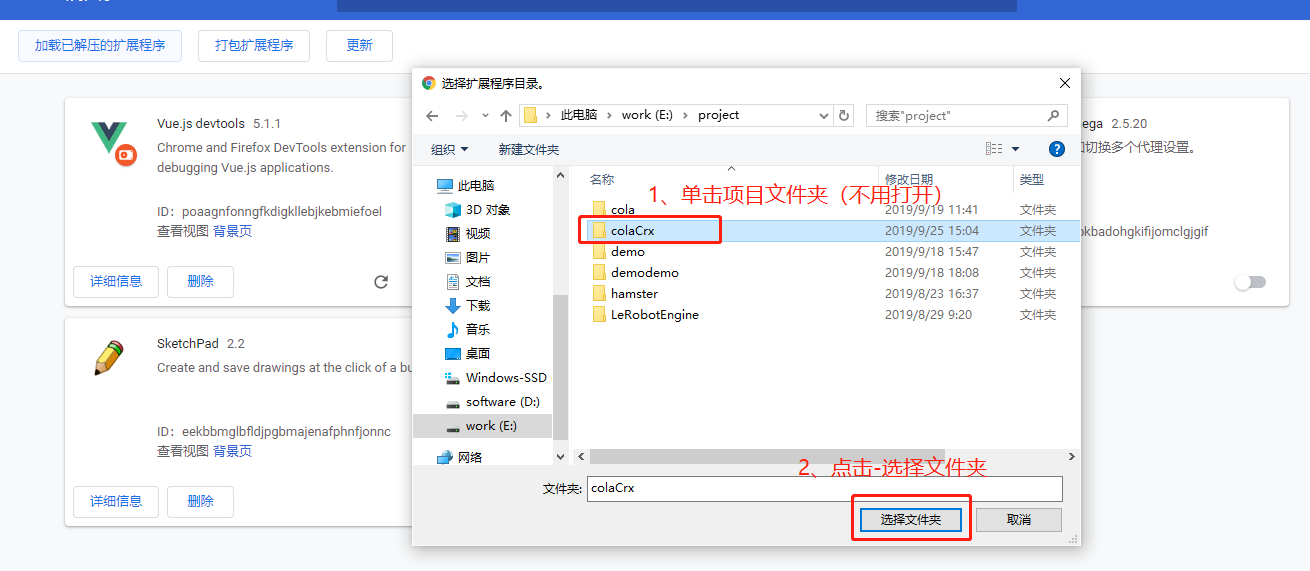 加载已解压的扩展程序 打包扩展程序 更新
Vue.js devtools 5.1.1
Chrome and Firefox DevTools extension for
debugging Vue.js applications.
ID：poaagnfonngfkdigkllebjkebmiefoel
查看视图 背景页
详细信息 删除
SketchPad 2.2
Create and save drawings at the click of a bu
ID：eekbbmglbfldjpgbmajenafphnfjonnc
查看视图 背景页
详细信息 删除
选择扩展程序目录。
此电脑 › work (E:) › project
搜索"project"
组织 新建文件夹
此电脑
3D 对象
视频
图片
文档
下载
音乐
桌面
Windows-SSD
software (D:)
work (E:)
网络
名称 修改日期 类型
1、单击项目文件夹（不用打开）
cola 2019/9/19 11:41 文件夹
colaCrx 2019/9/25 15:04 文件夹
demo 2019/9/18 15:47 文件夹
demodemo 2019/9/18 18:08 文件夹
hamster 2019/8/23 16:37 文件夹
LeRobotEngine 2019/8/29 9:20 文件夹
2、点击-选择文件夹
文件夹: colaCrx
选择文件夹 取消
ega 2.5.20
切换多个代理设置。
kbadohgkifijomclgjgif